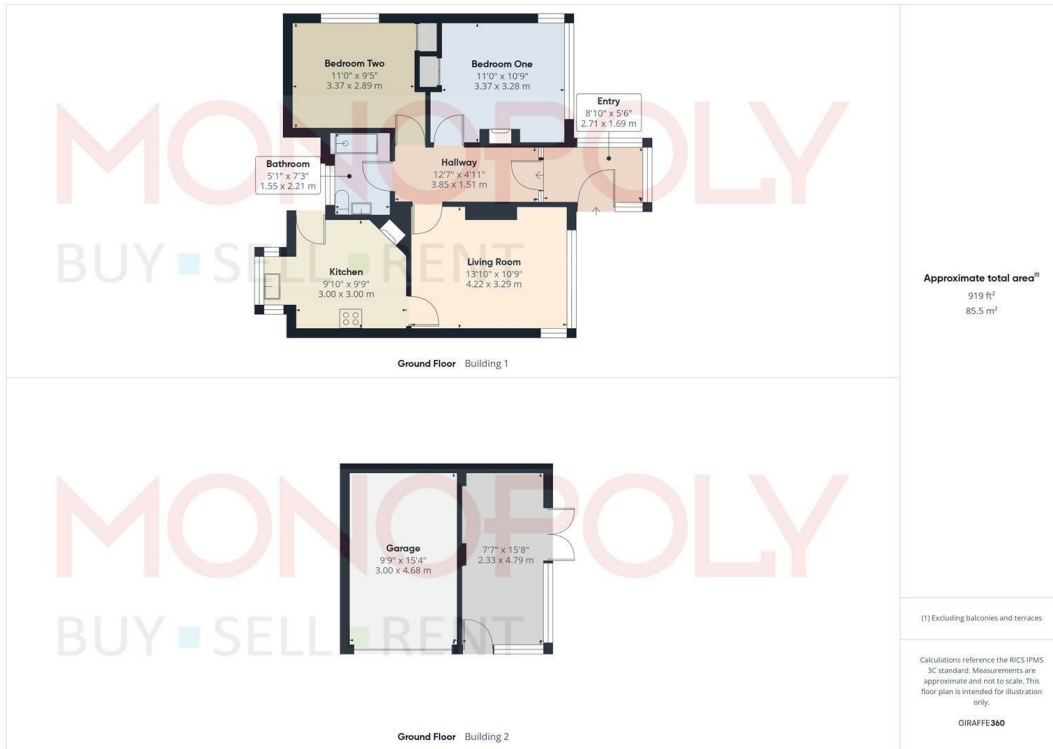 Bedroom Two
11'0" x 9'5"
3.37 x 2.89 m
Bedroom One
11'0" x 10'9"
3.37 x 3.28 m
Entry
8'10" x 5'6"
2.71 x 1.69 m
MONOPOLY
Bathroom
5'1" x 7'3"
1.55 x 2.21 m
Hallway
12'7" x 4'11"
3.85 x 1.51 m
BUY SELL RENT
Kitchen
9'10" x 9'9"
3.00 x 3.00 m
Living Room
13'10" x 10'9"
4.22 x 3.29 m
Ground Floor Building 1
Approximate total area(1)
919 ft²
85.5 m²
MONOPOLY
Garage
9'9" x 15'4"
3.00 x 4.68 m
7'7" x 15'8"
2.33 x 4.79 m
BUY SELL RENT
Ground Floor Building 2
(1) Excluding balconies and terraces
Calculations reference the RICS IPMS
3C standard. Measurements are
approximate and not to scale. This
floor plan is intended for illustration
only.
GIRAFFE360